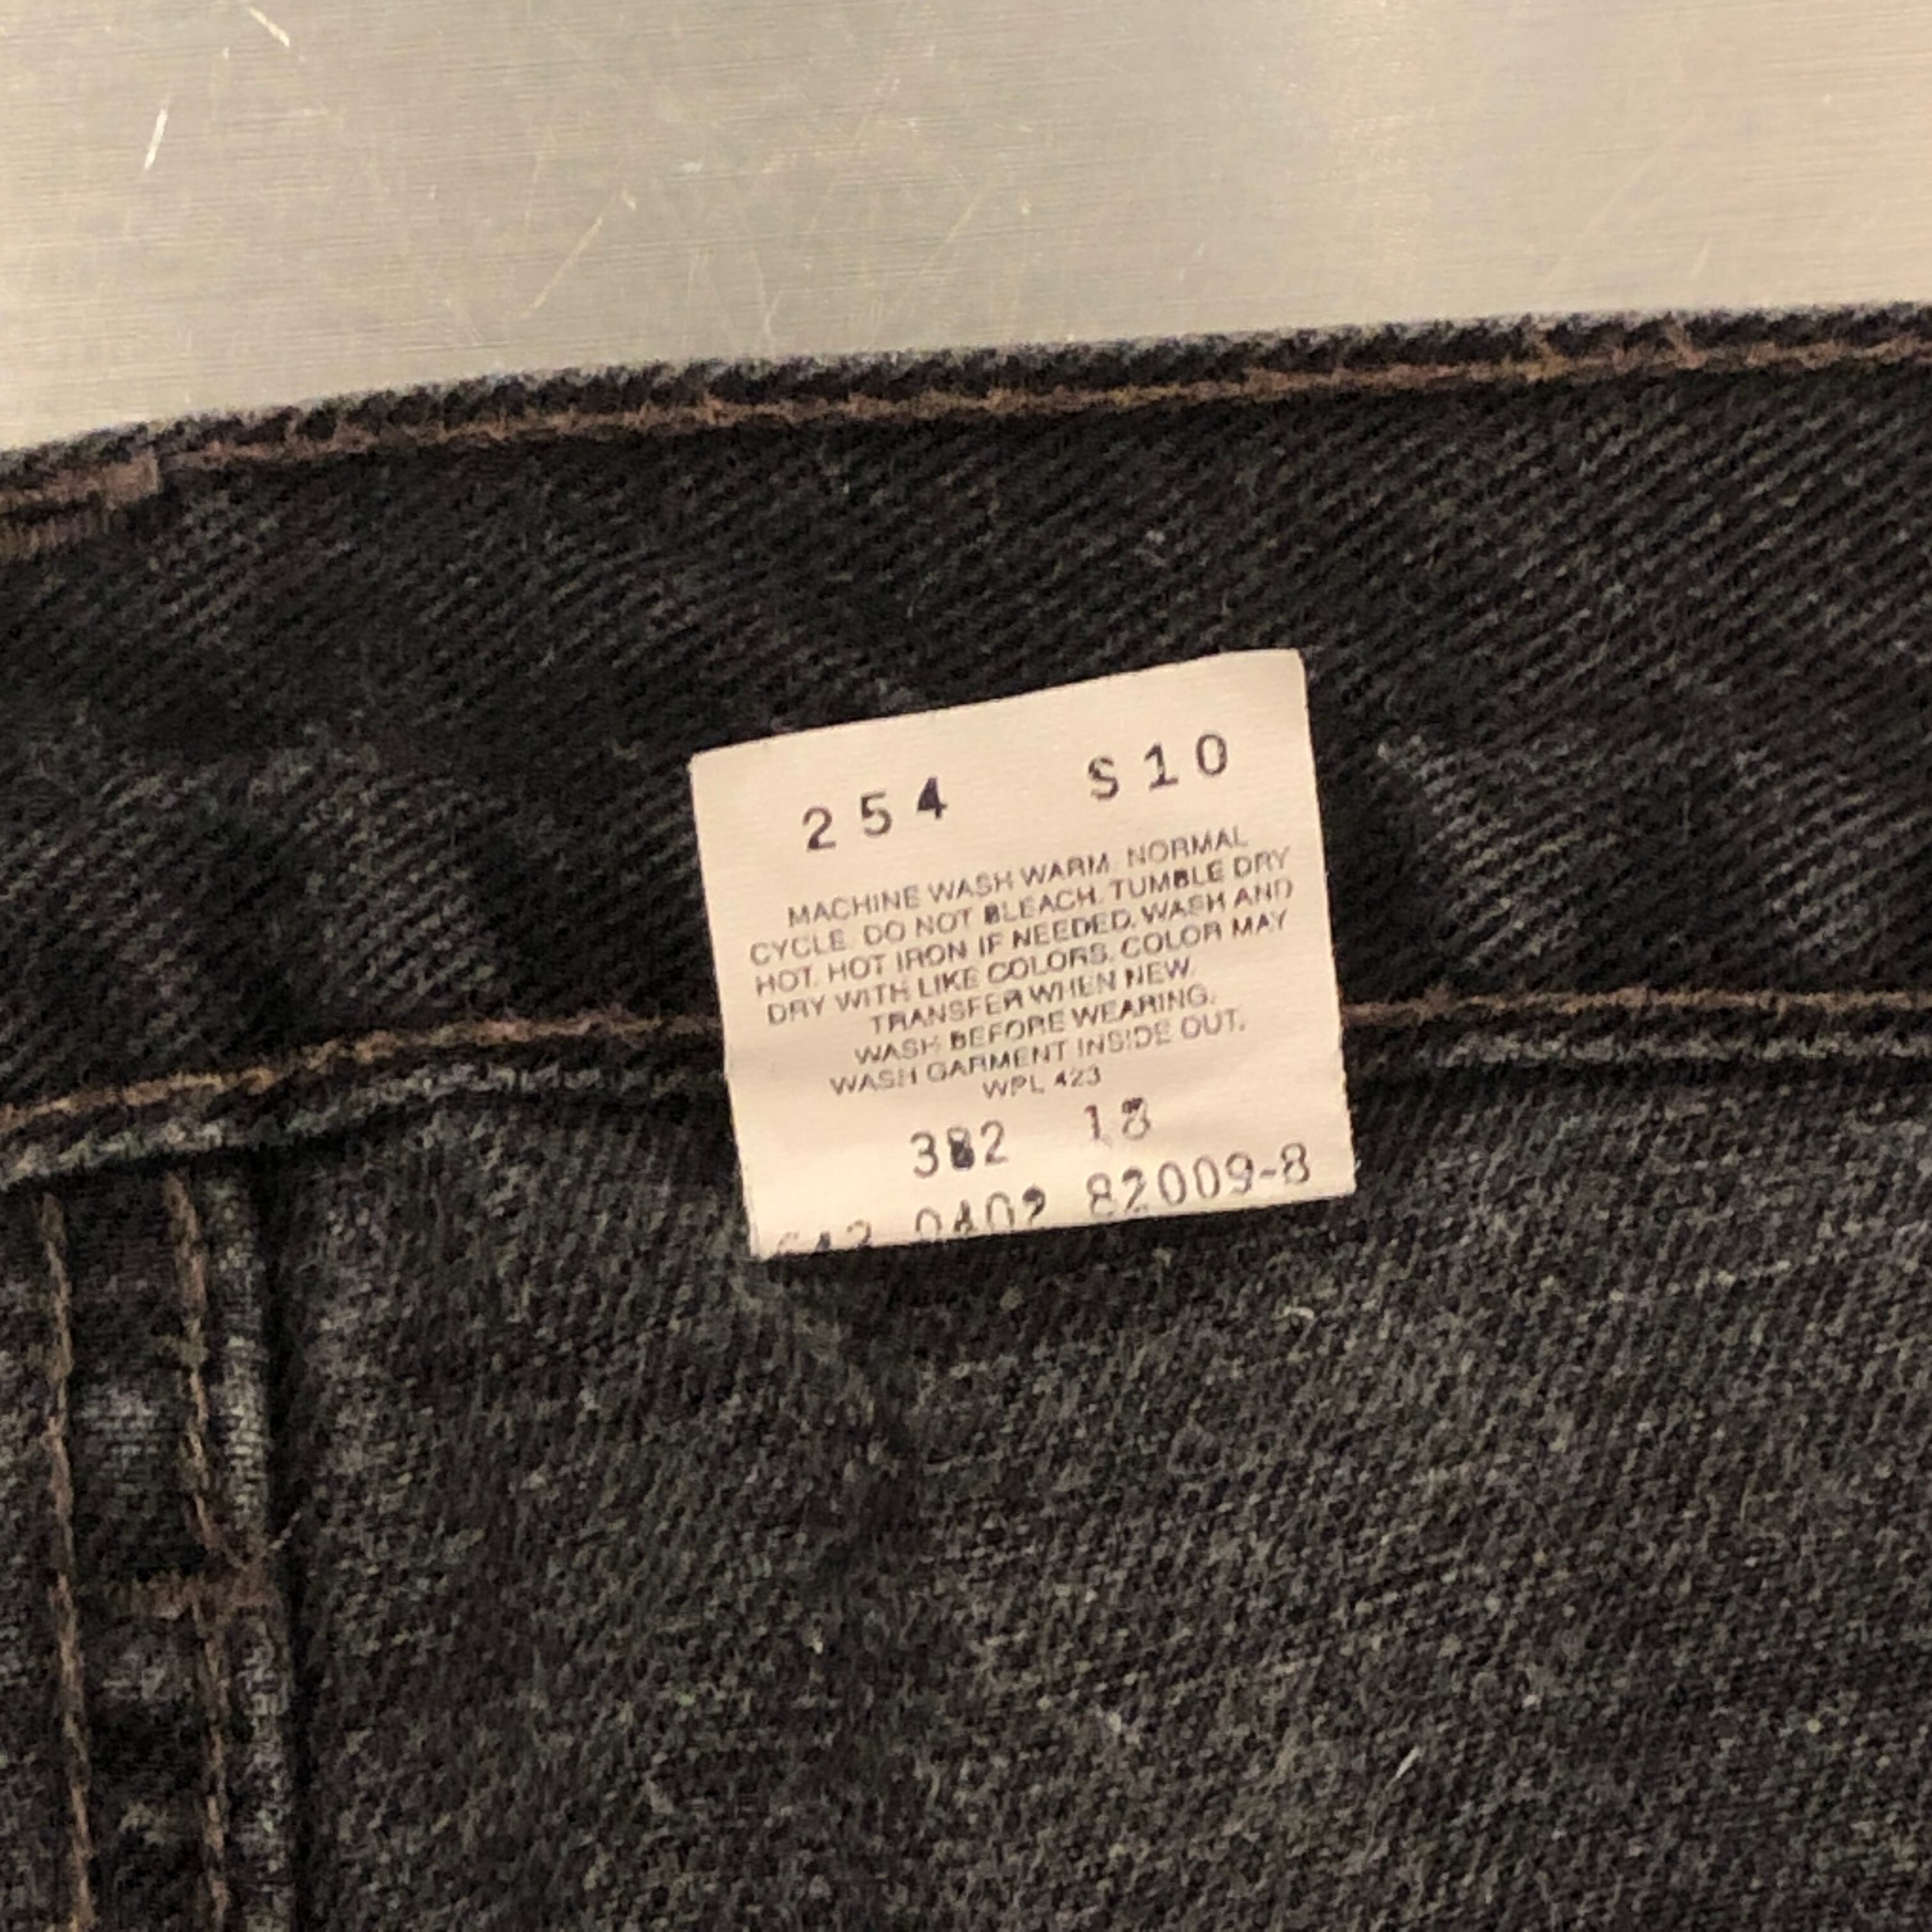 254 S10
MACHINE WASH WARM. NORMAL
CYCLE. DO NOT BLEACH. TUMBLE DRY
HOT. HOT IRON IF NEEDED. WASH AND
DRY WITH LIKE COLORS. COLOR MAY
TRANSFER WHEN NEW.
WASH BEFORE WEARING.
WASH GARMENT INSIDE OUT.
WPL 423
382
82009-8